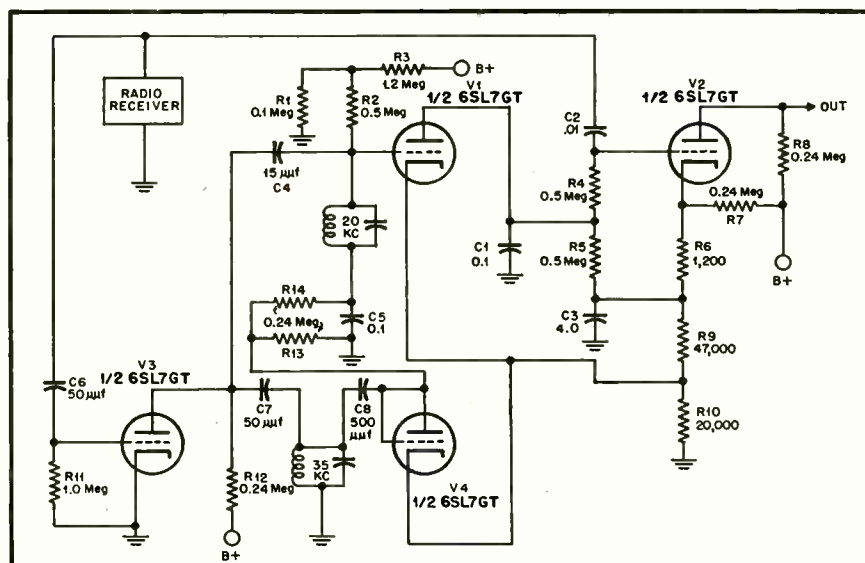 R3
1.2 Meg
B+
RADIO
RECEIVER
R1
0.1 Meg
R2
0.5 Meg
V1
1/2 6SL7GT
V2
1/2 6SL7GT
OUT
C2
.01
R8
0.24 Meg
15 µµf
C4
R4
0.5 Meg
0.24 Meg
R7
20
KC
C1
0.1
R5
0.5 Meg
R6
1,200
B+
R14
0.24 Meg
R13
C5
0.1
C3
4.0
R9
47,000
V3
1/2 6SL7GT
C6
50 µµf
C7
50 µµf
C8
500
µµf
R10
20,000
R11
1.0 Meg
R12
0.24 Meg
35
KC
V4
1/2 6SL7GT
B+